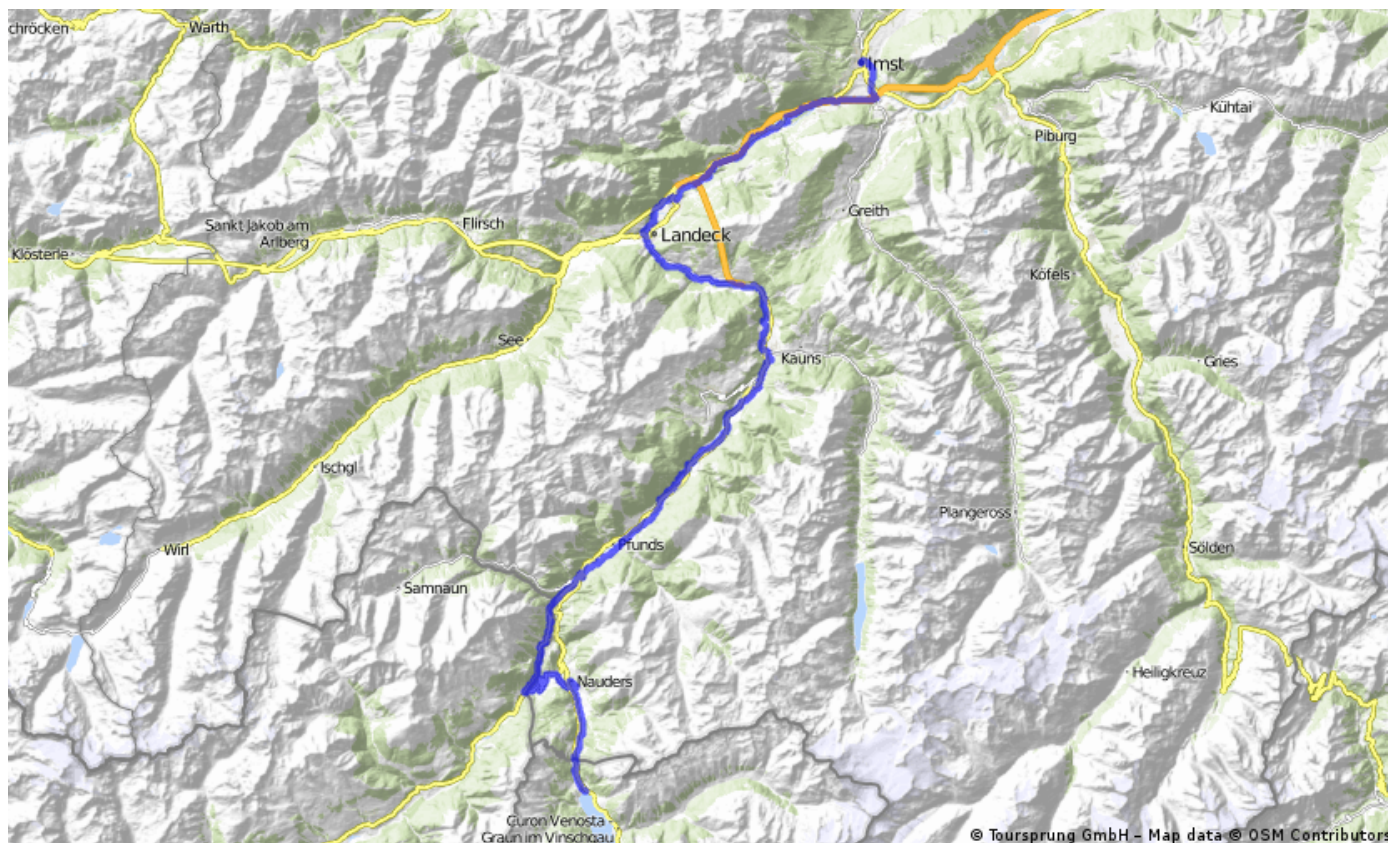 chröcken
Warth
Imst
Kühtai
Piburg
Greith
Sankt Jakob am
Arlberg
Flirsch
Landeck
Klösterle
Köfels
See
Kauns
Gries
Ischgl
Plangeross
Wirl
Pfunds
Sölden
Samnaun
Nauders
Heiligkreuz
Curon Venosta
Graun im Vinschgau
© Toursprung GmbH – Map data © OSM Contributors